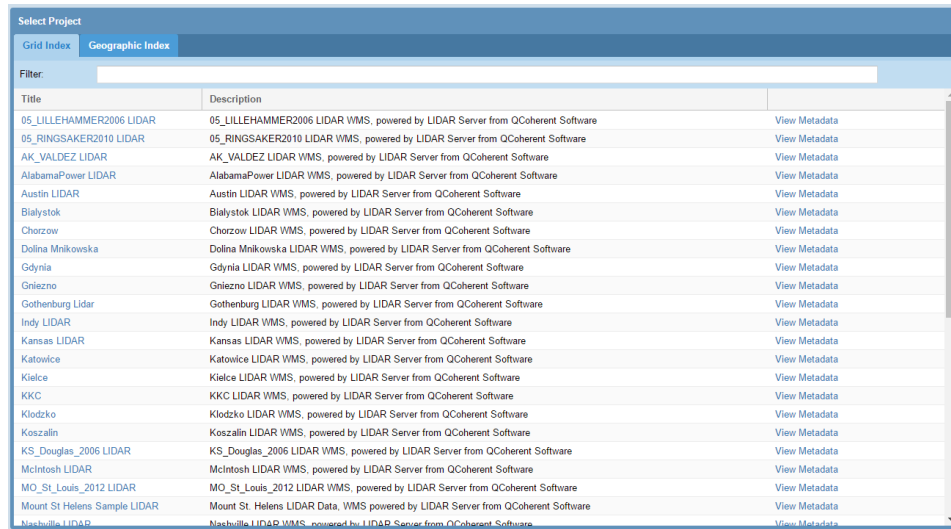 Select Project
Grid Index Geographic Index
Filter:
Title Description
05_LILLEHAMMER2006 LIDAR 05_LILLEHAMMER2006 LIDAR WMS, powered by LIDAR Server from QCoherent Software View Metadata
05_RINGSAKER2010 LIDAR 05_RINGSAKER2010 LIDAR WMS, powered by LIDAR Server from QCoherent Software View Metadata
AK_VALDEZ LIDAR AK_VALDEZ LIDAR WMS, powered by LIDAR Server from QCoherent Software View Metadata
AlabamaPower LIDAR AlabamaPower LIDAR WMS, powered by LIDAR Server from QCoherent Software View Metadata
Austin LIDAR Austin LIDAR WMS, powered by LIDAR Server from QCoherent Software View Metadata
Bialystok Bialystok LIDAR WMS, powered by LIDAR Server from QCoherent Software View Metadata
Chorzow Chorzow LIDAR WMS, powered by LIDAR Server from QCoherent Software View Metadata
Dolina Mnikowska Dolina Mnikowska LIDAR WMS, powered by LIDAR Server from QCoherent Software View Metadata
Gdynia Gdynia LIDAR WMS, powered by LIDAR Server from QCoherent Software View Metadata
Gniezno Gniezno LIDAR WMS, powered by LIDAR Server from QCoherent Software View Metadata
Gothenburg Lidar Gothenburg LIDAR WMS, powered by LIDAR Server from QCoherent Software View Metadata
Indy LIDAR Indy LIDAR WMS, powered by LIDAR Server from QCoherent Software View Metadata
Kansas LIDAR Kansas LIDAR WMS, powered by LIDAR Server from QCoherent Software View Metadata
Katowice Katowice LIDAR WMS, powered by LIDAR Server from QCoherent Software View Metadata
Kielce Kielce LIDAR WMS, powered by LIDAR Server from QCoherent Software View Metadata
KKC KKC LIDAR WMS, powered by LIDAR Server from QCoherent Software View Metadata
Klodzko Klodzko LIDAR WMS, powered by LIDAR Server from QCoherent Software View Metadata
Koszalin Koszalin LIDAR WMS, powered by LIDAR Server from QCoherent Software View Metadata
KS_Douglas_2006 LIDAR KS_Douglas_2006 LIDAR WMS, powered by LIDAR Server from QCoherent Software View Metadata
McIntosh LIDAR McIntosh LIDAR WMS, powered by LIDAR Server from QCoherent Software View Metadata
MO_St_Louis_2012 LIDAR MO_St_Louis_2012 LIDAR WMS, powered by LIDAR Server from QCoherent Software View Metadata
Mount St Helens Sample LIDAR Mount St. Helens LIDAR Data, WMS powered by LIDAR Server from QCoherent Software View Metadata
Nashville LIDAR Nashville LIDAR WMS, powered by LIDAR Server from QCoherent Software View Metadata